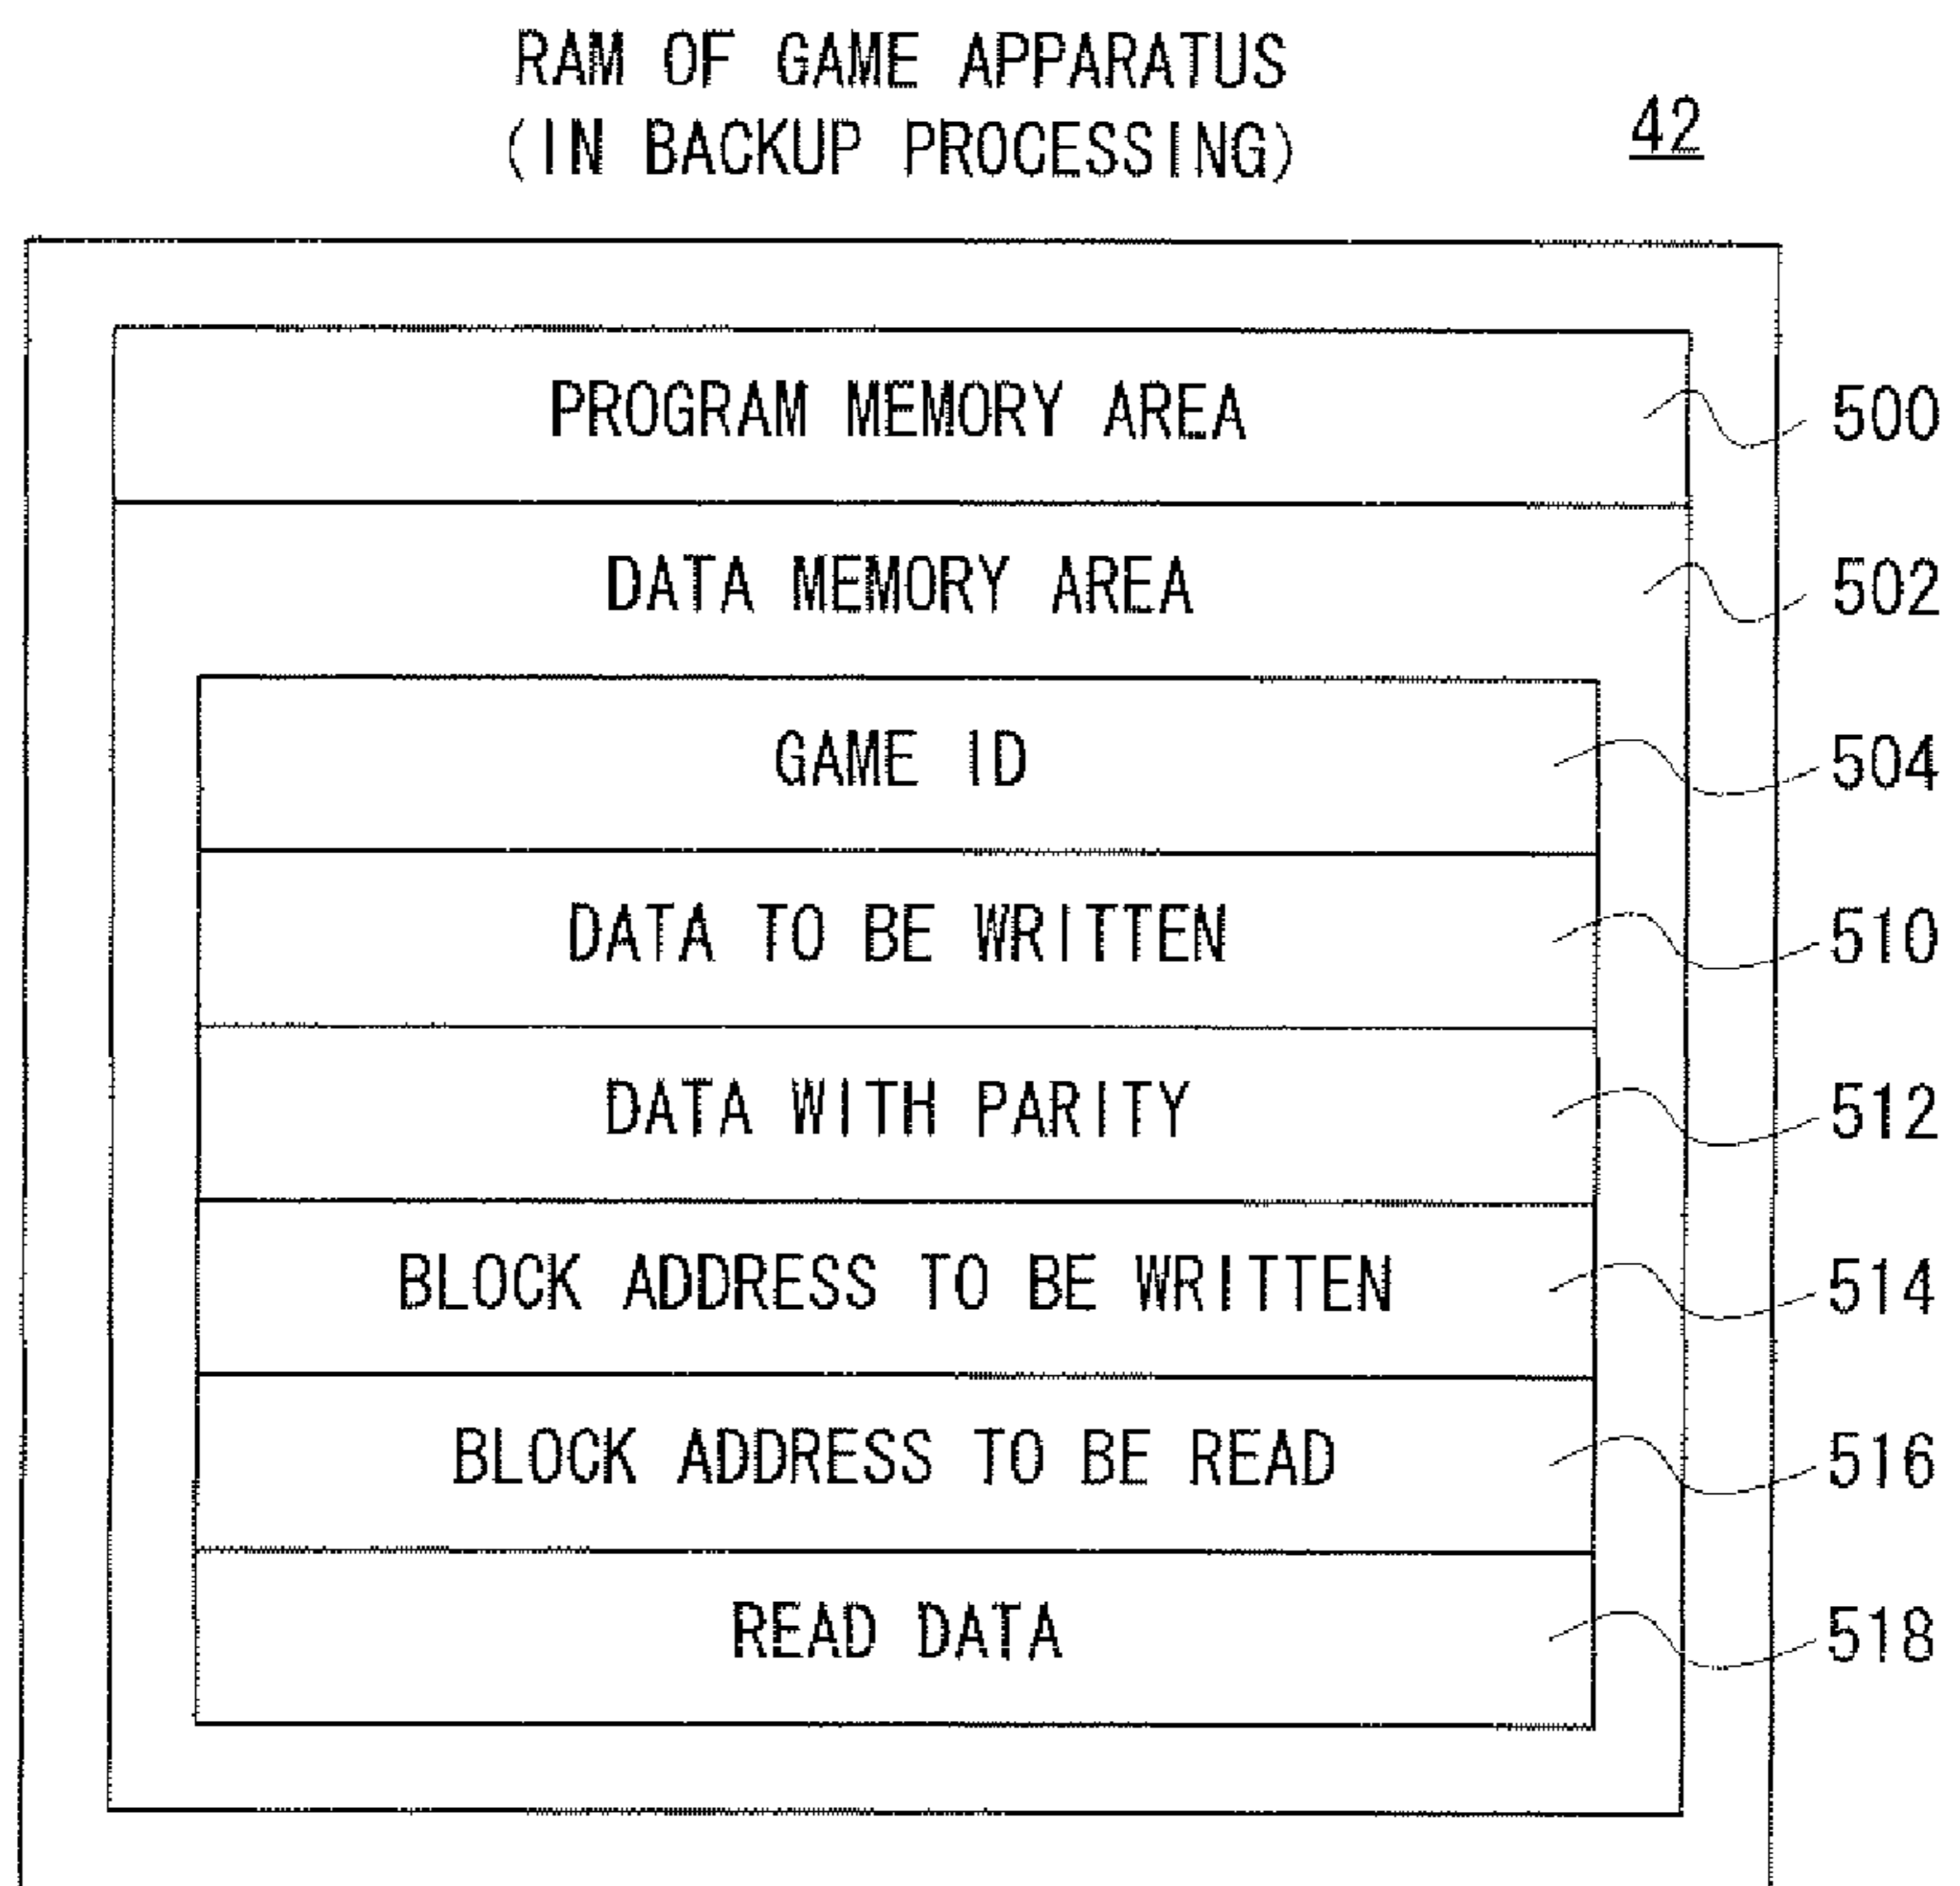 RAM OF GAME APPARATUS
(IN BACKUP PROCESSING)
42
PROGRAM MEMORY AREA
500
DATA MEMORY AREA
502
GAME ID
504
DATA TO BE WRITTEN
510
DATA WITH PARITY
512
BLOCK ADDRESS TO BE WRITTEN
514
BLOCK ADDRESS TO BE READ
516
READ DATA
518